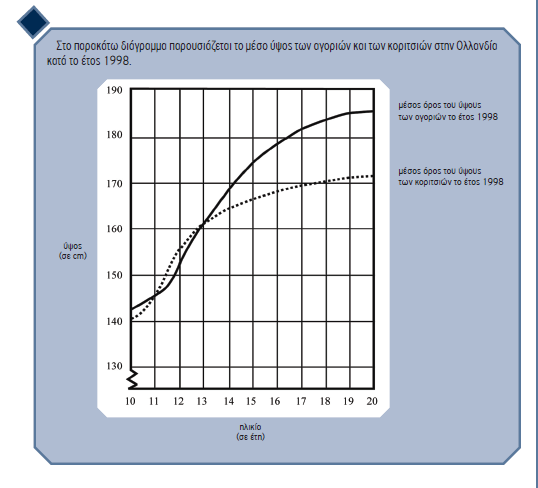 Στο παρακάτω διάγραμμα παρουσιάζεται το μέσο ύψος των αγοριών και των κοριτσιών στην Ολλανδία
κατά το έτος 1998.
190
μέσος όρος του ύψους
των αγοριών το έτος 1998
180
μέσος όρος του ύψους
των κοριτσιών το έτος 1998
170
160
ύψος
(σε cm)
150
140
130
10 11 12 13 14 15 16 17 18 19 20
ηλικία
(σε έτη)